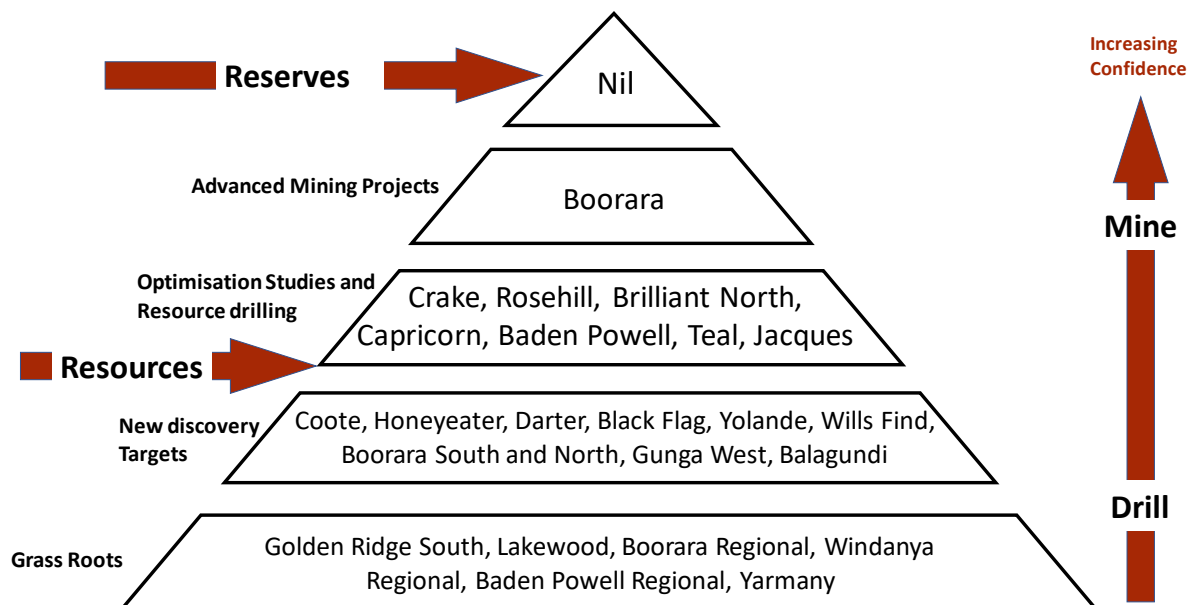 Increasing
Confidence
Reserves
Nil
Advanced Mining Projects
Boorara
Mine
Optimisation Studies and
Resource drilling
Crake, Rosehill, Brilliant North,
Capricorn, Baden Powell, Teal, Jacques
Resources
New discovery
Targets
Coote, Honeyeater, Darter, Black Flag, Yolande, Wills Find,
Boorara South and North, Gunga West, Balagundi
Drill
Grass Roots
Golden Ridge South, Lakewood, Boorara Regional, Windanya
Regional, Baden Powell Regional, Yarmany